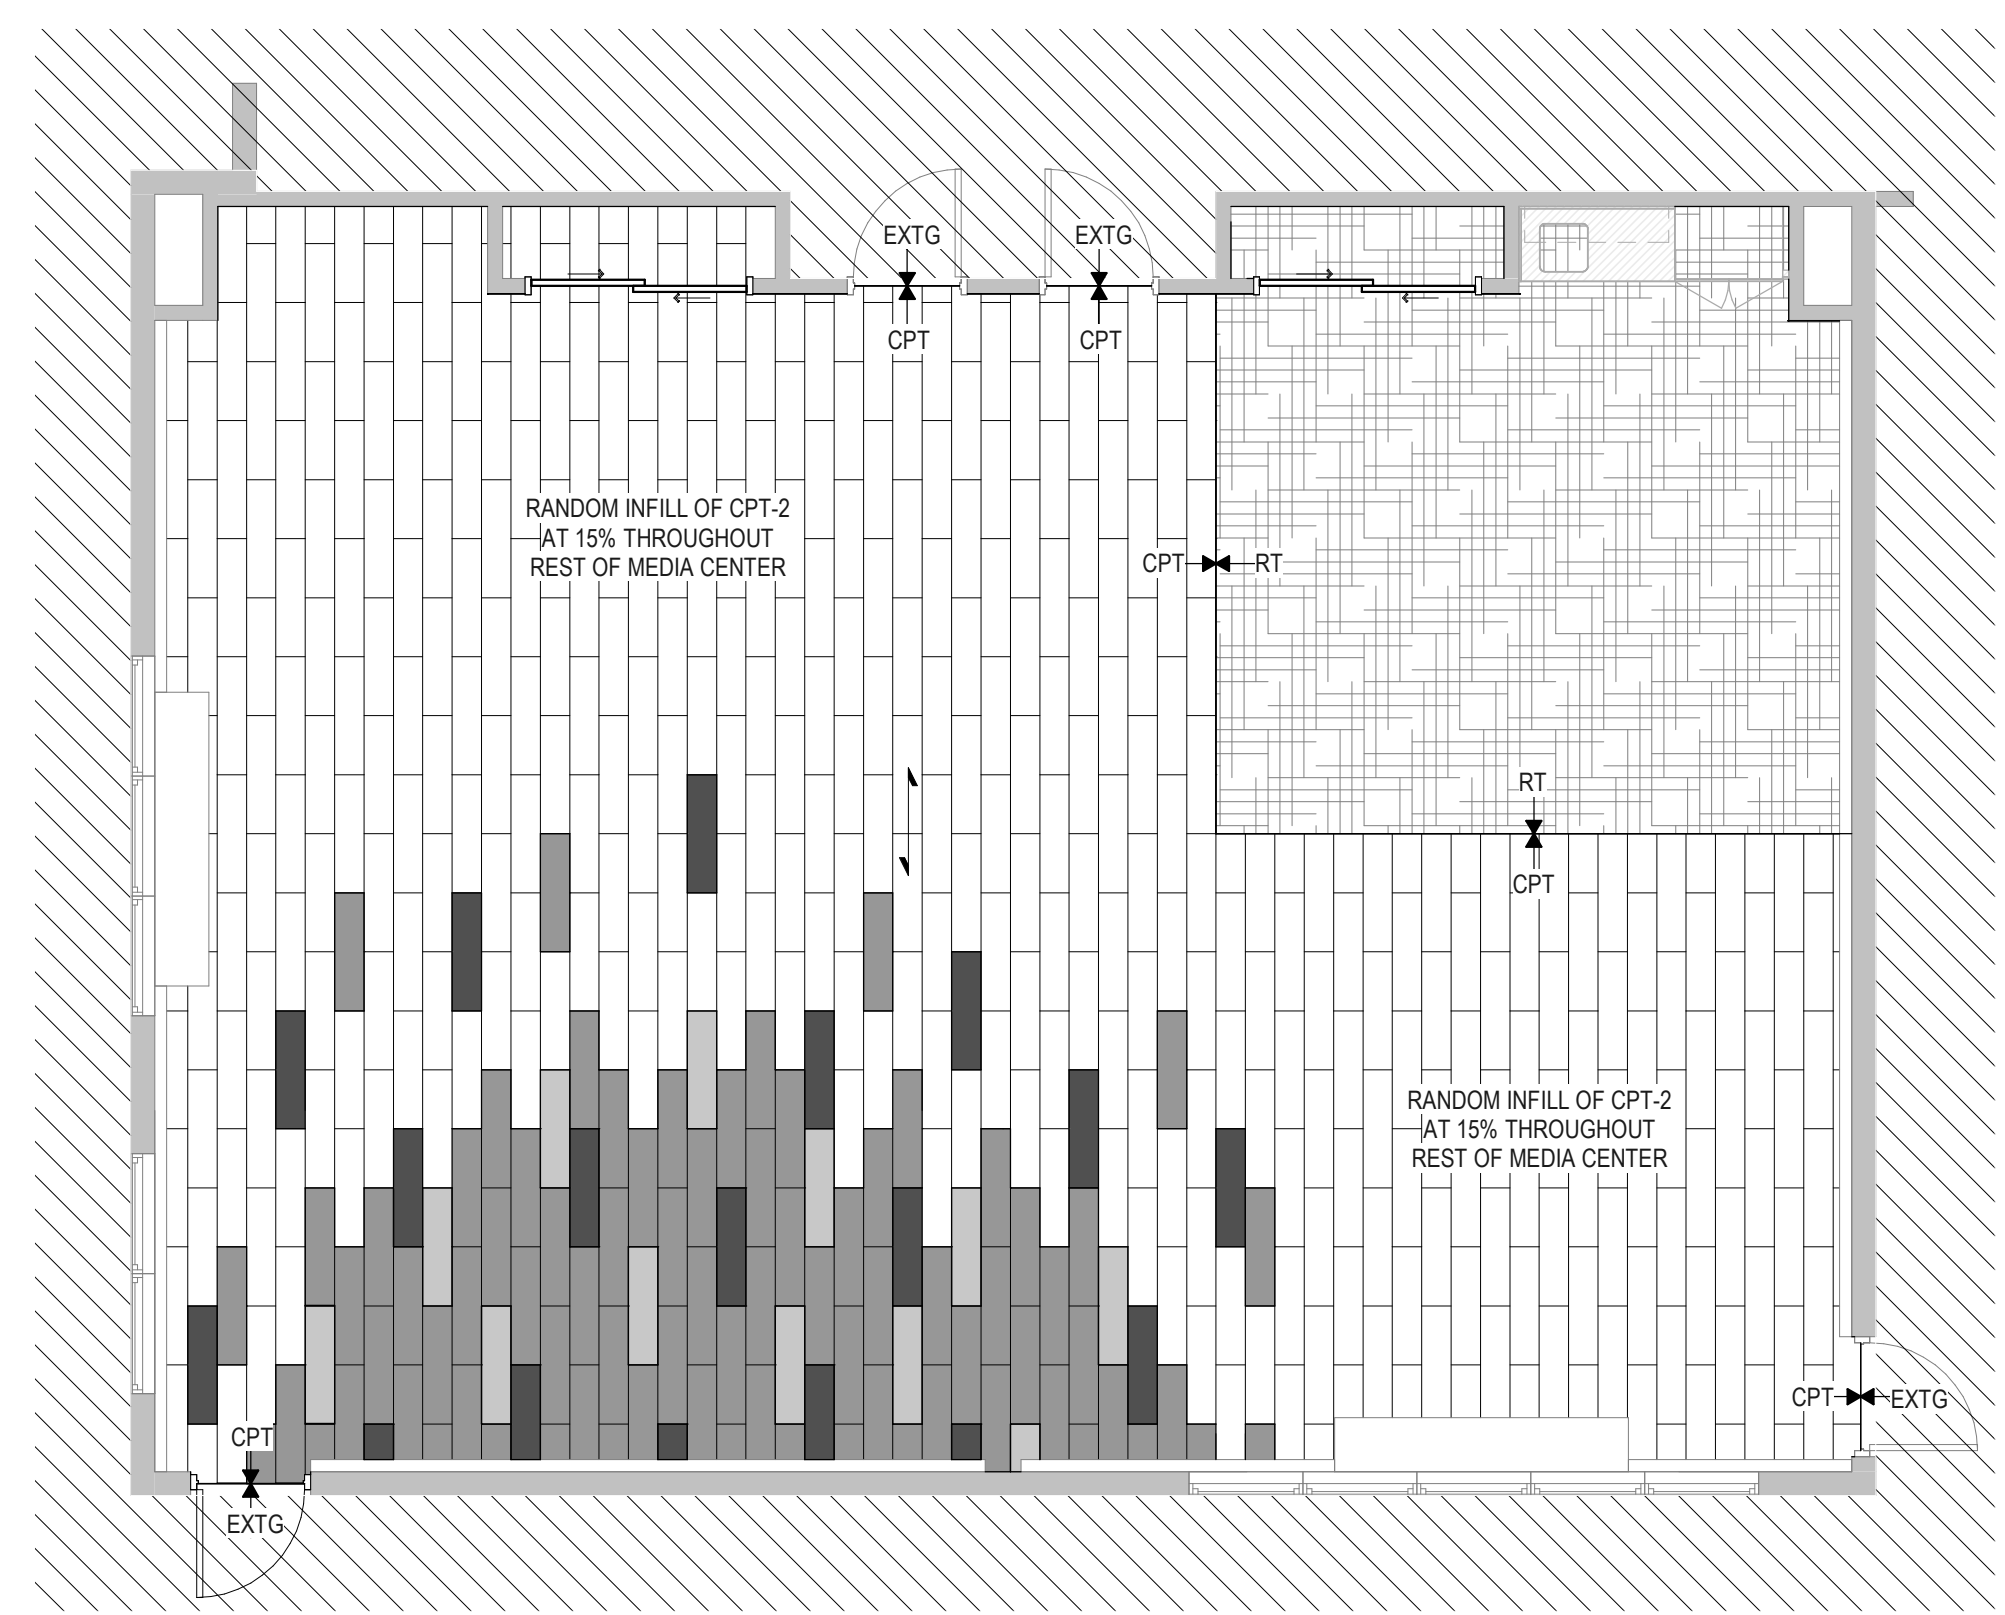 EXTG
EXTG
CPT
CPT
RANDOM INFILL OF CPT-2
AT 15% THROUGHOUT
REST OF MEDIA CENTER
CPT
RT
RT
CPT
RANDOM INFILL OF CPT-2
AT 15% THROUGHOUT
REST OF MEDIA CENTER
CPT
EXTG
CPT
EXTG